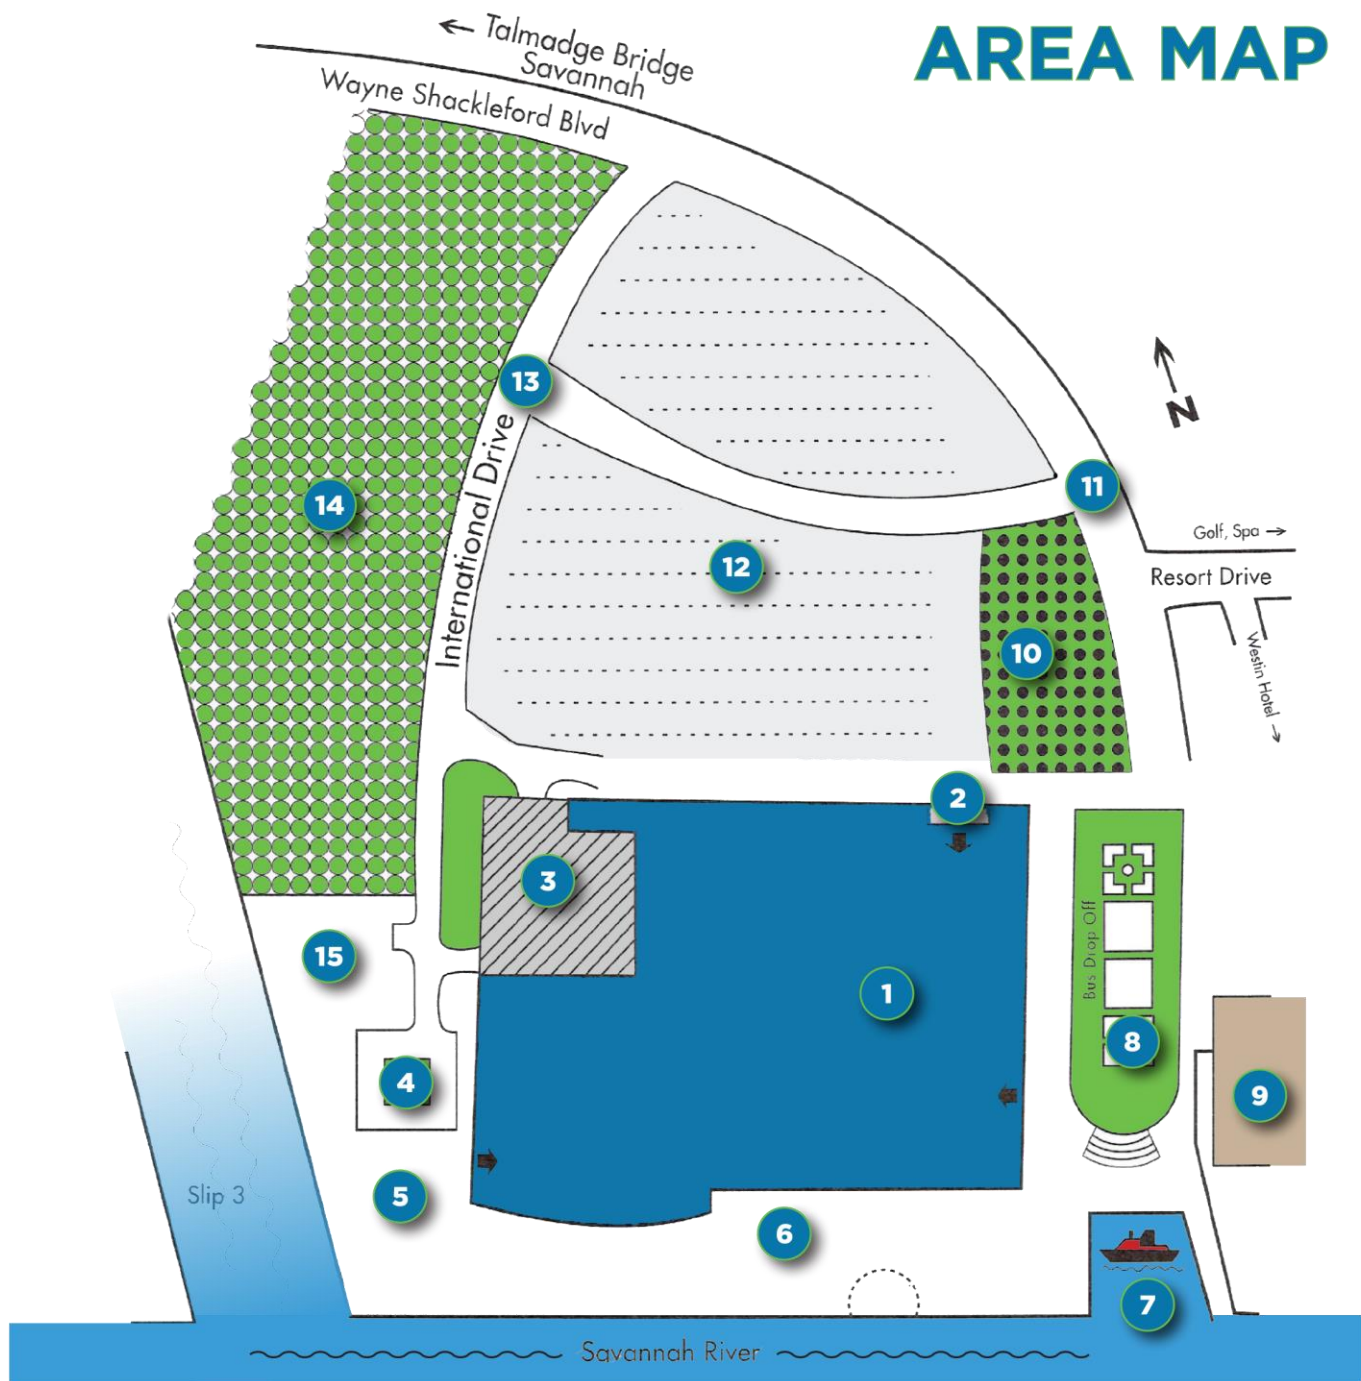 AREA MAP
← Talmadge Bridge
Savannah
Wayne Shackleford Blvd
13
International Drive
N
11
14
Golf, Spa →
12
Resort Drive
10
Westin Hotel →
2
3
Bus Drop Off
15
1
8
4
9
Slip 3
5
6
7
Savannah River